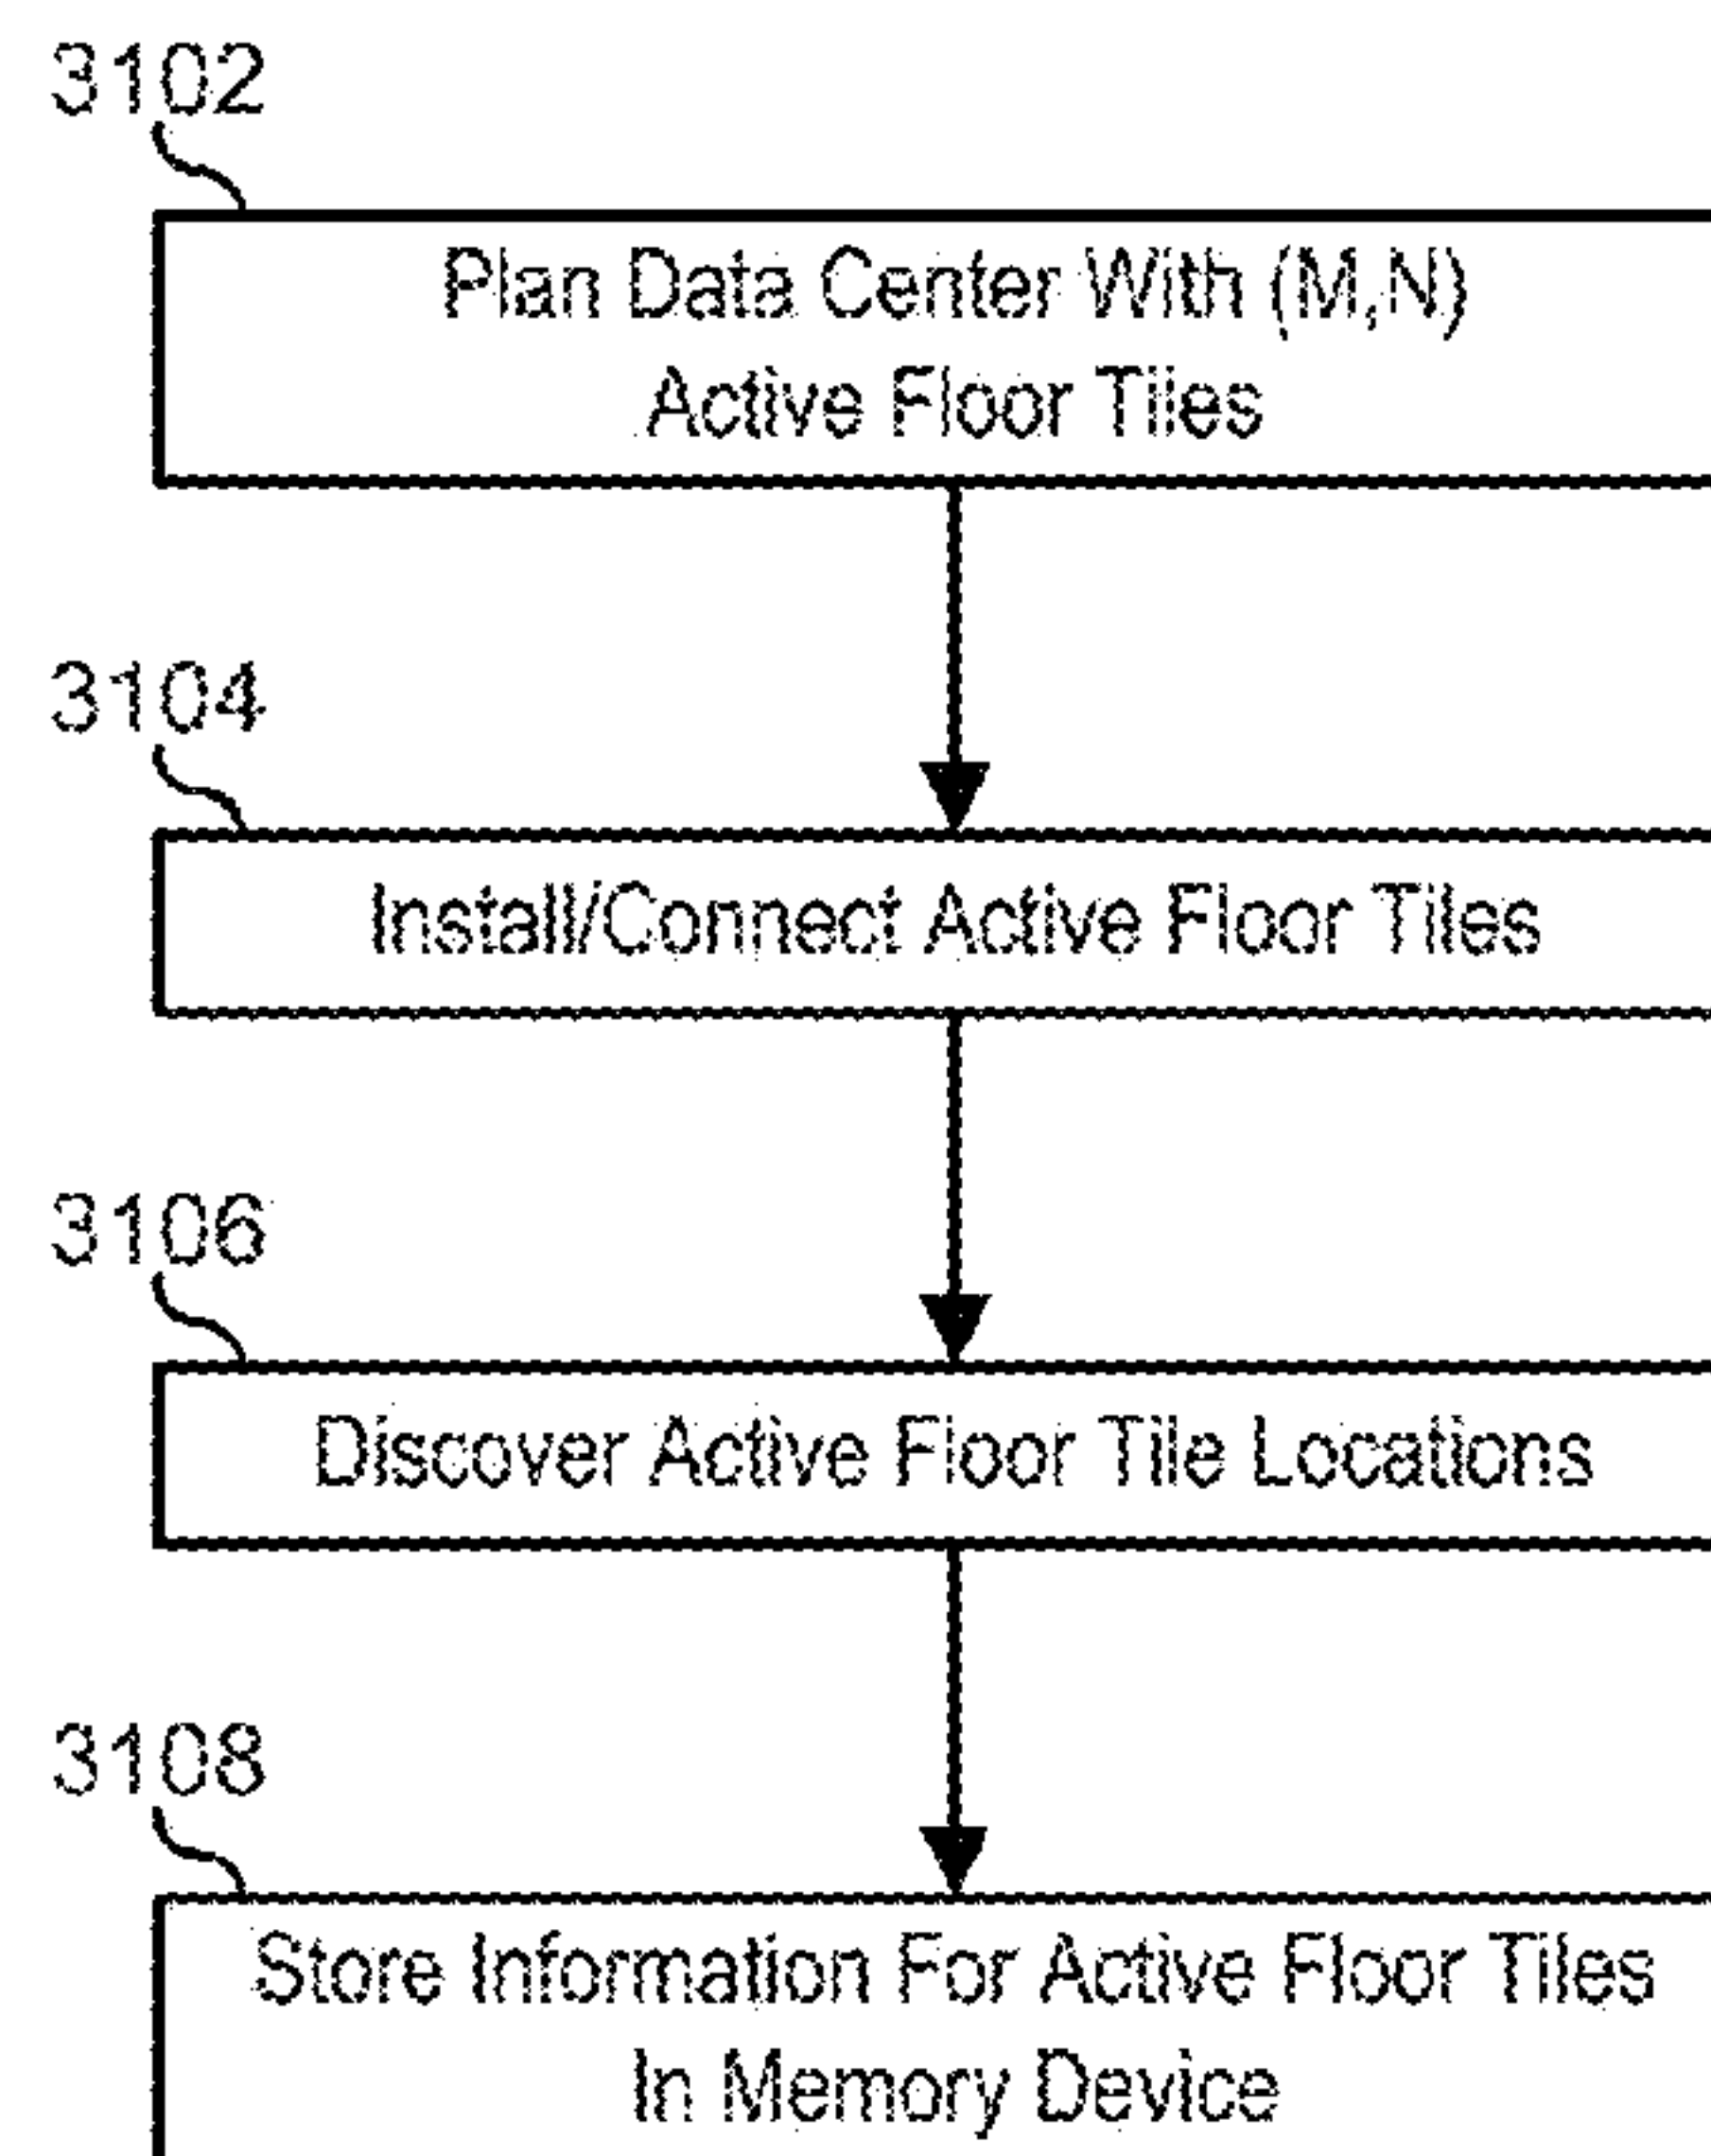 3102
Plan Data Center With (M,N)
Active Floor Tiles
3104
Install/Connect Active Floor Tiles
3106
Discover Active Floor Tile Locations
3108
Store Information For Active Floor Tiles
In Memory Device